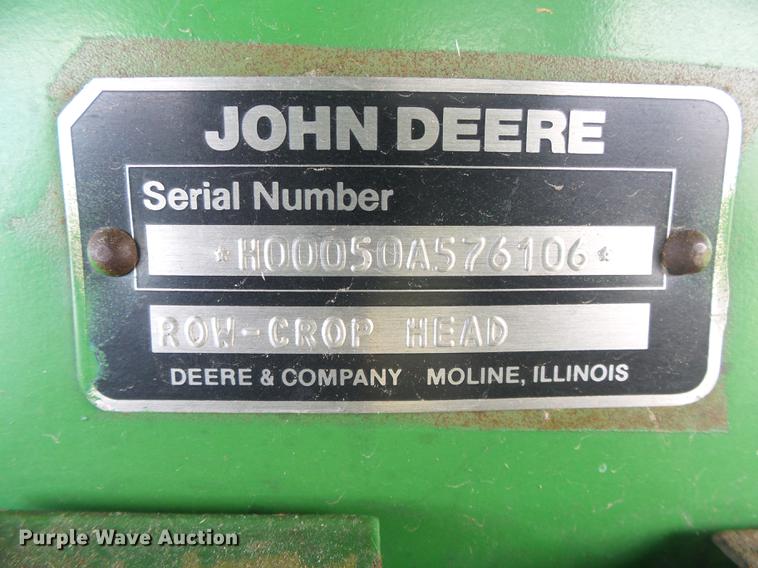 JOHN DEERE
Serial Number
*H00050A576106*
ROW-CROP HEAD
DEERE & COMPANY MOLINE, ILLINOIS
Purple Wave Auction